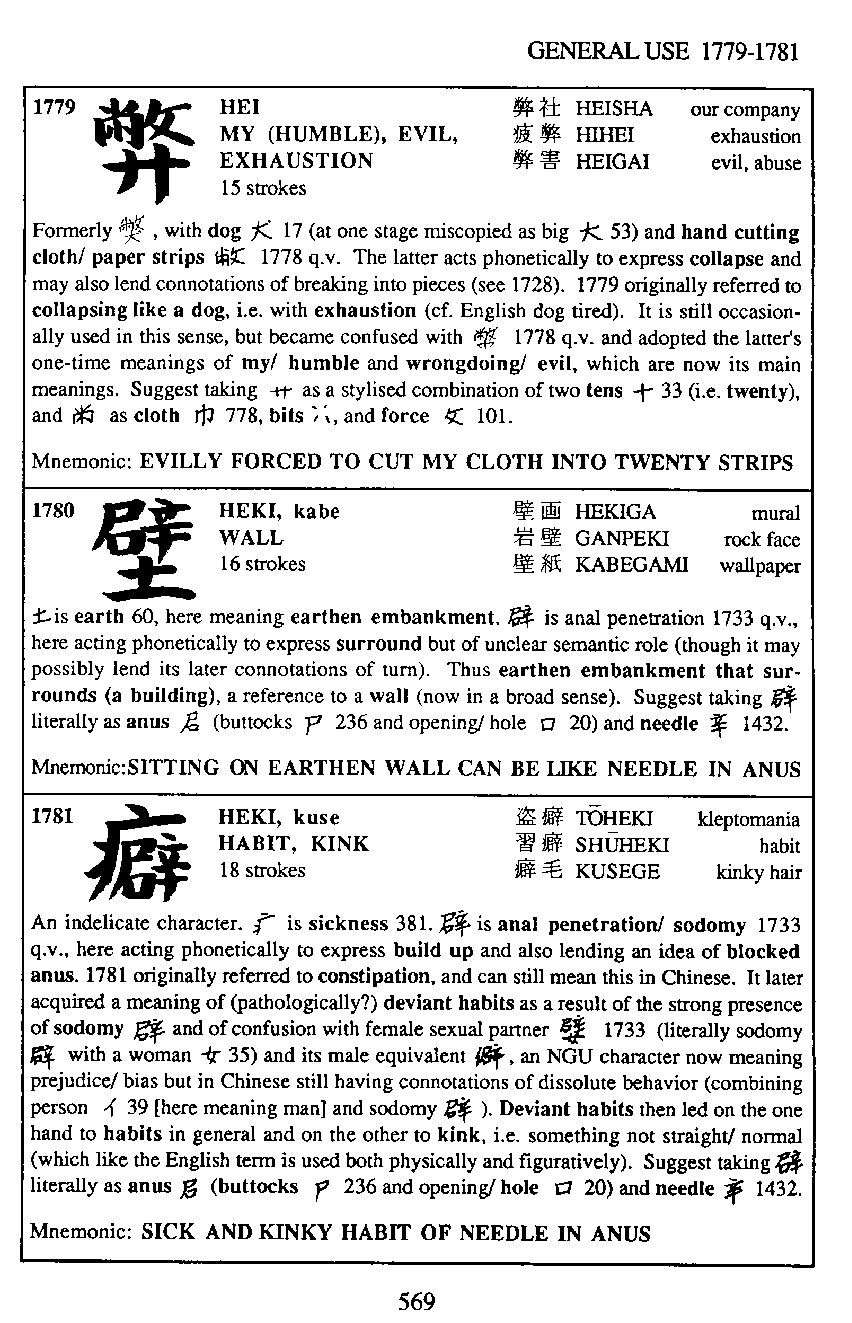 GENERAL USE 1779-1781
1779 弊 HEI 弊社 HEISHA our company
MY (HUMBLE), EVIL, 疲弊 HIHEI exhaustion
EXHAUSTION 弊害 HEIGAI evil, abuse
15 strokes
Formerly , with dog 犬 17 (at one stage miscopied as big 大 53) and hand cutting
cloth/ paper strips 敝 1778 q.v. The latter acts phonetically to express collapse and
may also lend connotations of breaking into pieces (see 1728). 1779 originally referred to
collapsing like a dog, i.e. with exhaustion (cf. English dog tired). It is still occasion-
ally used in this sense, but became confused with 幣 1778 q.v. and adopted the latter's
one-time meanings of my/ humble and wrongdoing/ evil, which are now its main
meanings. Suggest taking 廾 as a stylised combination of two tens 十 33 (i.e. twenty),
and as cloth 巾 778, bits , and force 攵 101.
Mnemonic: EVILLY FORCED TO CUT MY CLOTH INTO TWENTY STRIPS
1780 壁 HEKI, kabe 壁画 HEKIGA mural
WALL 岩壁 GANPEKI rock face
16 strokes 壁紙 KABEGAMI wallpaper
土 is earth 60, here meaning earthen embankment. 辟 is anal penetration 1733 q.v.,
here acting phonetically to express surround but of unclear semantic role (though it may
possibly lend its later connotations of turn). Thus earthen embankment that sur-
rounds (a building), a reference to a wall (now in a broad sense). Suggest taking 辟
literally as anus (buttocks 尸 236 and opening/ hole 口 20) and needle 辛 1432.
Mnemonic:SITTING ON EARTHEN WALL CAN BE LIKE NEEDLE IN ANUS
1781 癖 HEKI, kuse 盗癖 TŌHEKI kleptomania
HABIT, KINK 習癖 SHŪHEKI habit
18 strokes 癖毛 KUSEGE kinky hair
An indelicate character. 疒 is sickness 381. 辟 is anal penetration/ sodomy 1733
q.v., here acting phonetically to express build up and also lending an idea of blocked
anus. 1781 originally referred to constipation, and can still mean this in Chinese. It later
acquired a meaning of (pathologically?) deviant habits as a result of the strong presence
of sodomy 辟 and of confusion with female sexual partner 嬖 1733 (literally sodomy
辟 with a woman 女 35) and its male equivalent 僻, an NGU character now meaning
prejudice/ bias but in Chinese still having connotations of dissolute behavior (combining
person 亻 39 [here meaning man] and sodomy 辟 ). Deviant habits then led on the one
hand to habits in general and on the other to kink, i.e. something not straight/ normal
(which like the English term is used both physically and figuratively). Suggest taking 辟
literally as anus (buttocks 尸 236 and opening/ hole 口 20) and needle 辛 1432.
Mnemonic: SICK AND KINKY HABIT OF NEEDLE IN ANUS
569